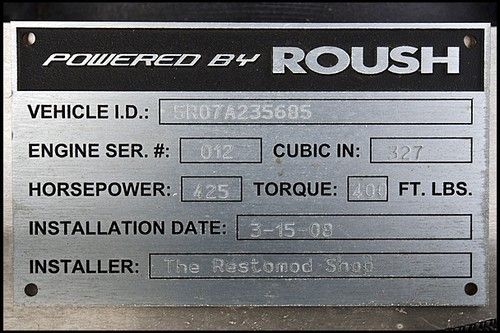 POWERED BY ROUSH
VEHICLE I.D.: 5R07A235685
ENGINE SER. #: 012 CUBIC IN: 327
HORSEPOWER: 425 TORQUE: 400 FT. LBS.
INSTALLATION DATE: 3-15-08
INSTALLER: The Restomod Shop